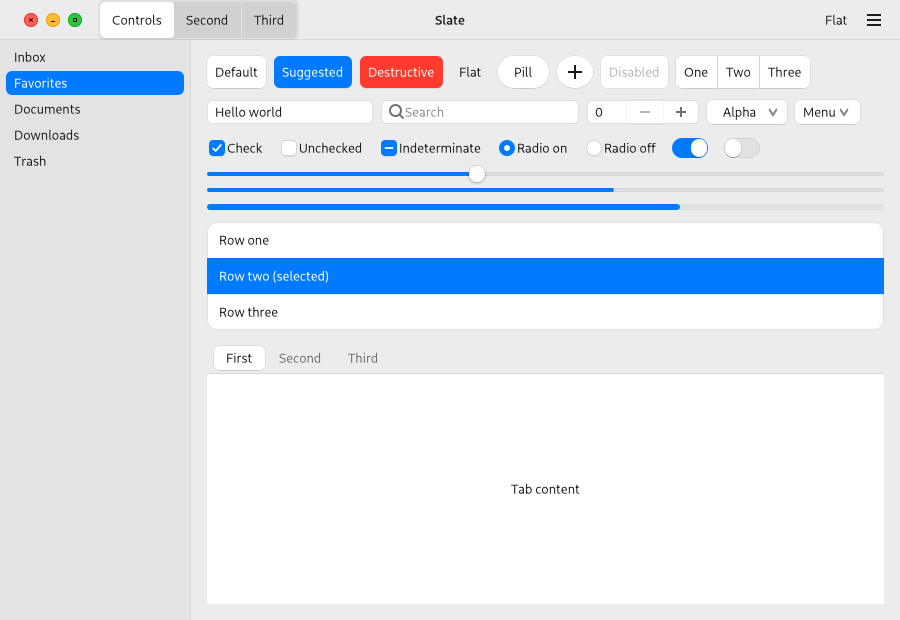 Controls Second Third Slate Flat
Inbox
Favorites
Documents
Downloads
Trash
Default Suggested Destructive Flat Pill Disabled One Two Three
Hello world Search 0 Alpha Menu
Check Unchecked Indeterminate Radio on Radio off
Row one
Row two (selected)
Row three
First Second Third
Tab content